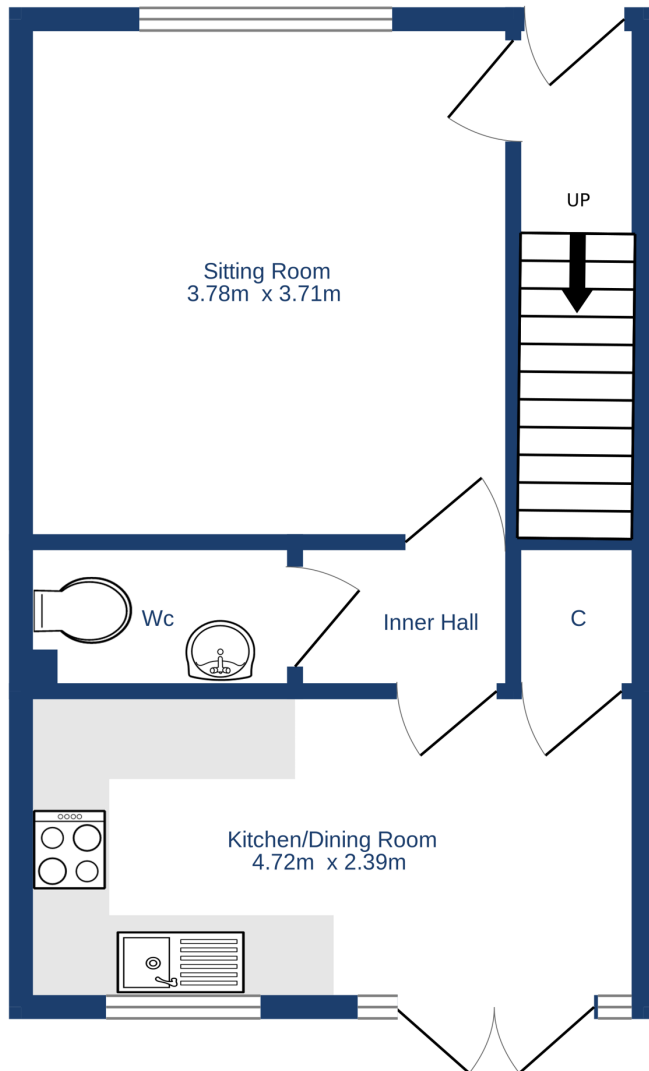 UP
Sitting Room
3.78m x 3.71m
Wc
Inner Hall
C
Kitchen/Dining Room
4.72m x 2.39m